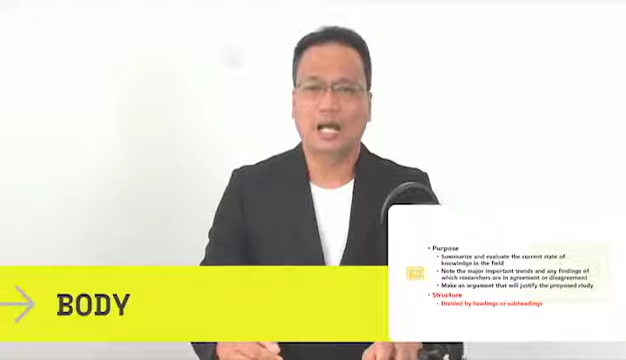 BODY
• Purpose
• Summarize and evaluate the current state of
knowledge in the field
• Note the major important trends and any findings of
which researchers are in agreement or disagreement
• Make an argument that will justify the proposed study
• Structure
• Divided by headings or subheadings